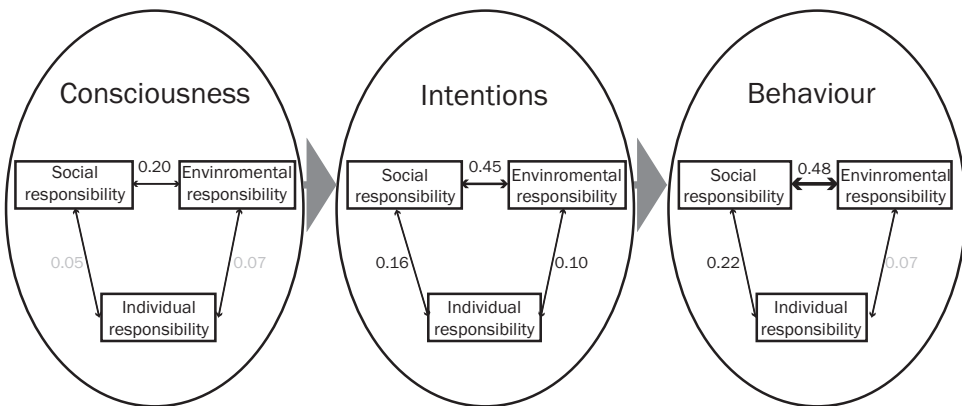 Consciousness
Social
responsibility
0.20
Envinromental
responsibility
0.05
0.07
Individual
responsibility
Intentions
Social
responsibility
0.45
Envinromental
responsibility
0.16
0.10
Individual
responsibility
Behaviour
Social
responsibility
0.48
Envinromental
responsibility
0.22
0.07
Individual
responsibility